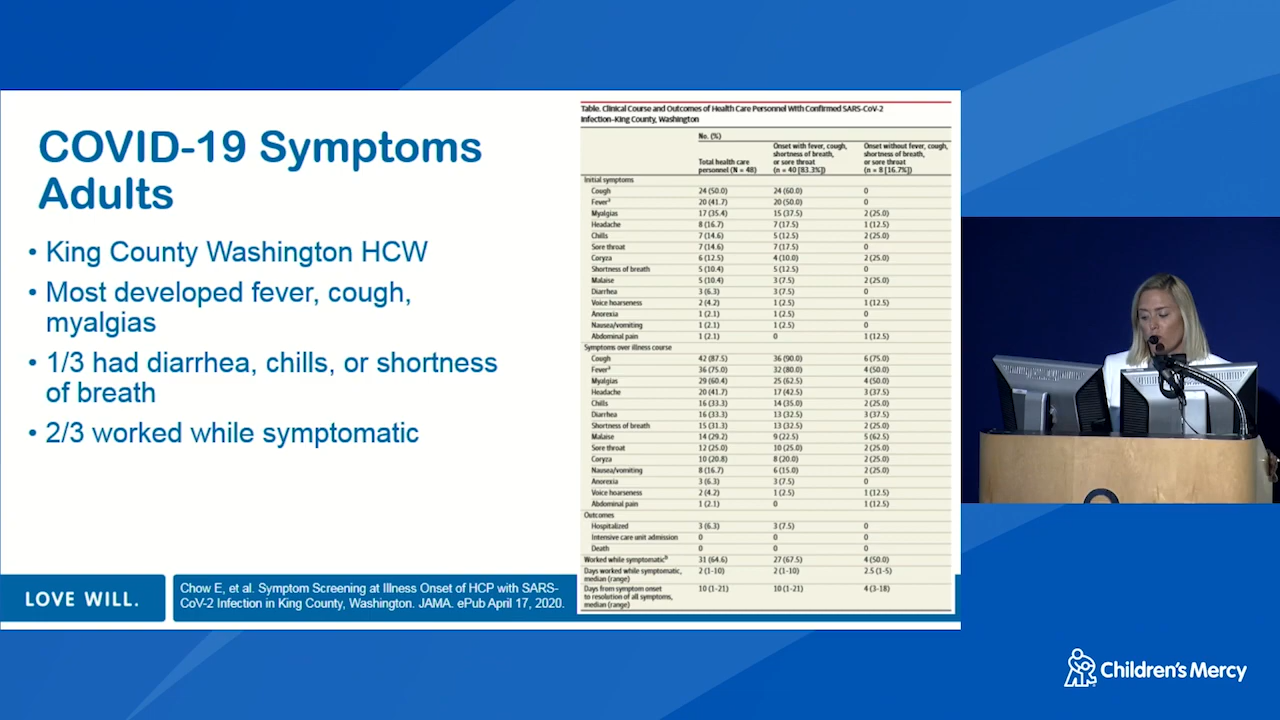 COVID-19 Symptoms
Adults
• King County Washington HCW
• Most developed fever, cough,
myalgias
• 1/3 had diarrhea, chills, or shortness
of breath
• 2/3 worked while symptomatic
LOVE WILL.
Chow E, et al. Symptom Screening at Illness Onset of HCP with SARS-
CoV-2 Infection in King County, Washington. JAMA. ePub April 17, 2020.
Table. Clinical Course and Outcomes of Health Care Personnel With Confirmed SARS-CoV-2
Infection–King County, Washington
No. (%)
Total health care
personnel (N = 48)
Onset with fever, cough,
shortness of breath,
or sore throat
(n = 40 [83.3%])
Onset without fever, cough,
shortness of breath,
or sore throat
(n = 8 [16.7%])
Initial symptoms
Cough 24 (50.0) 24 (60.0) 0
Feverᵃ 20 (41.7) 20 (50.0) 0
Myalgias 17 (35.4) 15 (37.5) 2 (25.0)
Headache 8 (16.7) 7 (17.5) 1 (12.5)
Chills 7 (14.6) 5 (12.5) 2 (25.0)
Sore throat 7 (14.6) 7 (17.5) 0
Coryza 6 (12.5) 4 (10.0) 2 (25.0)
Shortness of breath 5 (10.4) 5 (12.5) 0
Malaise 5 (10.4) 3 (7.5) 2 (25.0)
Diarrhea 3 (6.3) 3 (7.5) 0
Voice hoarseness 2 (4.2) 1 (2.5) 1 (12.5)
Anorexia 1 (2.1) 1 (2.5) 0
Nausea/vomiting 1 (2.1) 1 (2.5) 0
Abdominal pain 1 (2.1) 0 1 (12.5)
Symptoms over illness course
Cough 42 (87.5) 36 (90.0) 6 (75.0)
Feverᵃ 36 (75.0) 32 (80.0) 4 (50.0)
Myalgias 29 (60.4) 25 (62.5) 4 (50.0)
Headache 20 (41.7) 17 (42.5) 3 (37.5)
Chills 16 (33.3) 14 (35.0) 2 (25.0)
Diarrhea 16 (33.3) 13 (32.5) 3 (37.5)
Shortness of breath 15 (31.3) 13 (32.5) 2 (25.0)
Malaise 14 (29.2) 9 (22.5) 5 (62.5)
Sore throat 12 (25.0) 10 (25.0) 2 (25.0)
Coryza 10 (20.8) 8 (20.0) 2 (25.0)
Nausea/vomiting 8 (16.7) 6 (15.0) 2 (25.0)
Anorexia 3 (6.3) 3 (7.5) 0
Voice hoarseness 2 (4.2) 1 (2.5) 1 (12.5)
Abdominal pain 1 (2.1) 0 1 (12.5)
Outcomes
Hospitalized 3 (6.3) 3 (7.5) 0
Intensive care unit admission 0 0 0
Death 0 0 0
Worked while symptomaticᵇ 31 (64.6) 27 (67.5) 4 (50.0)
Days worked while symptomatic, 2 (1-10) 2 (1-10) 2.5 (1-5)
median (range)
Days from symptom onset 10 (1-21) 10 (1-21) 4 (3-18)
to resolution of all symptoms,
median (range)
Children's Mercy